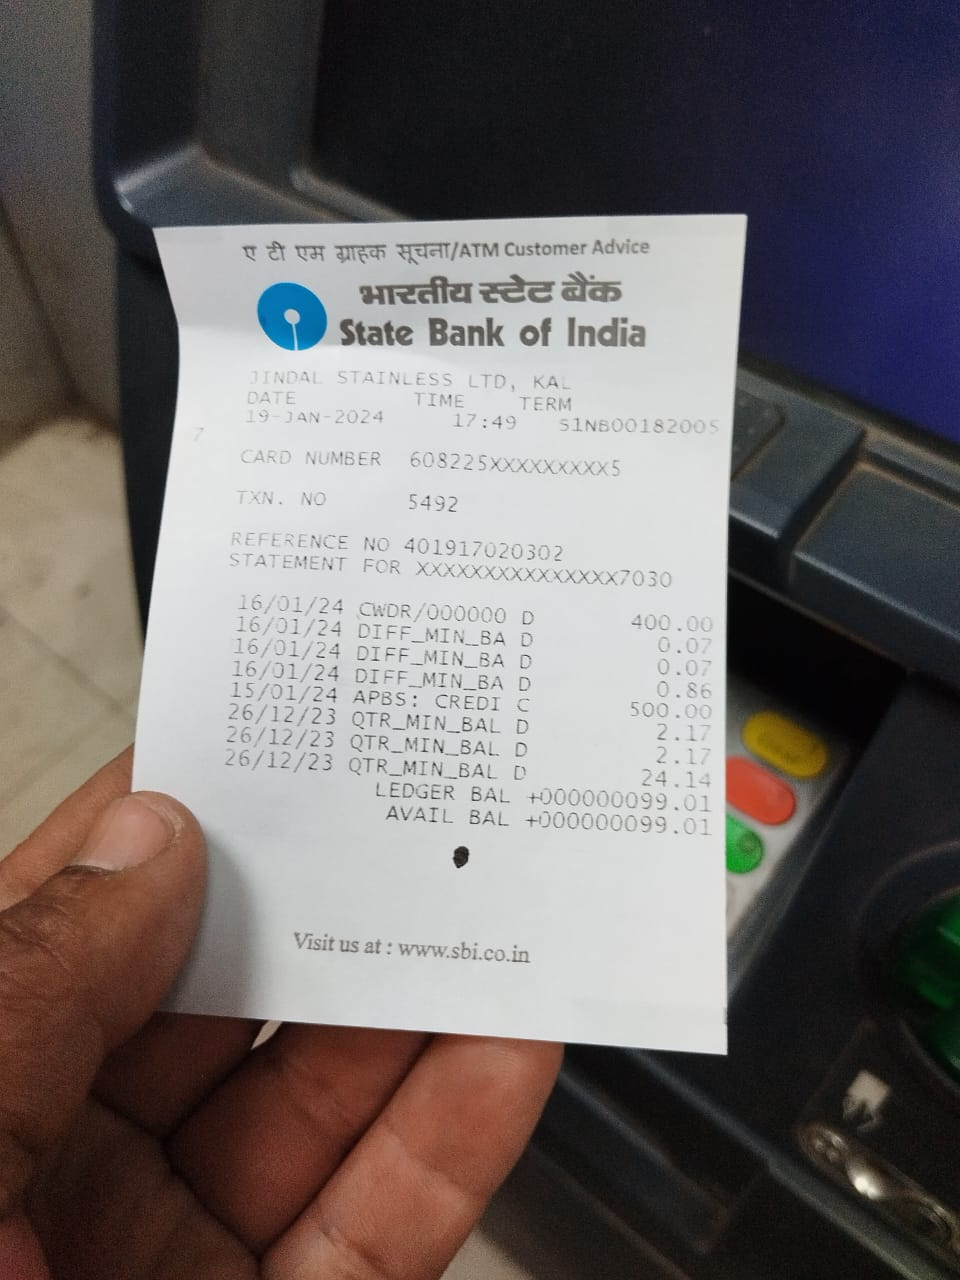 ए टी एम ग्राहक सूचना/ATM Customer Advice
भारतीय स्टेट बैंक
State Bank of India
JINDAL STAINLESS LTD, KAL
DATE TIME TERM
19-JAN-2024 17:49 S1NB00182005
7
CARD NUMBER 608225XXXXXXXXX5
TXN. NO 5492
REFERENCE NO 401917020302
STATEMENT FOR XXXXXXXXXXXXXXX7030
16/01/24 CWDR/000000 D 400.00
16/01/24 DIFF_MIN_BA D 0.07
16/01/24 DIFF_MIN_BA D 0.07
16/01/24 DIFF_MIN_BA D 0.86
15/01/24 APBS: CREDI C 500.00
26/12/23 QTR_MIN_BAL D 2.17
26/12/23 QTR_MIN_BAL D 2.17
26/12/23 QTR_MIN_BAL D 24.14
LEDGER BAL +000000099.01
AVAIL BAL +000000099.01
Visit us at : www.sbi.co.in